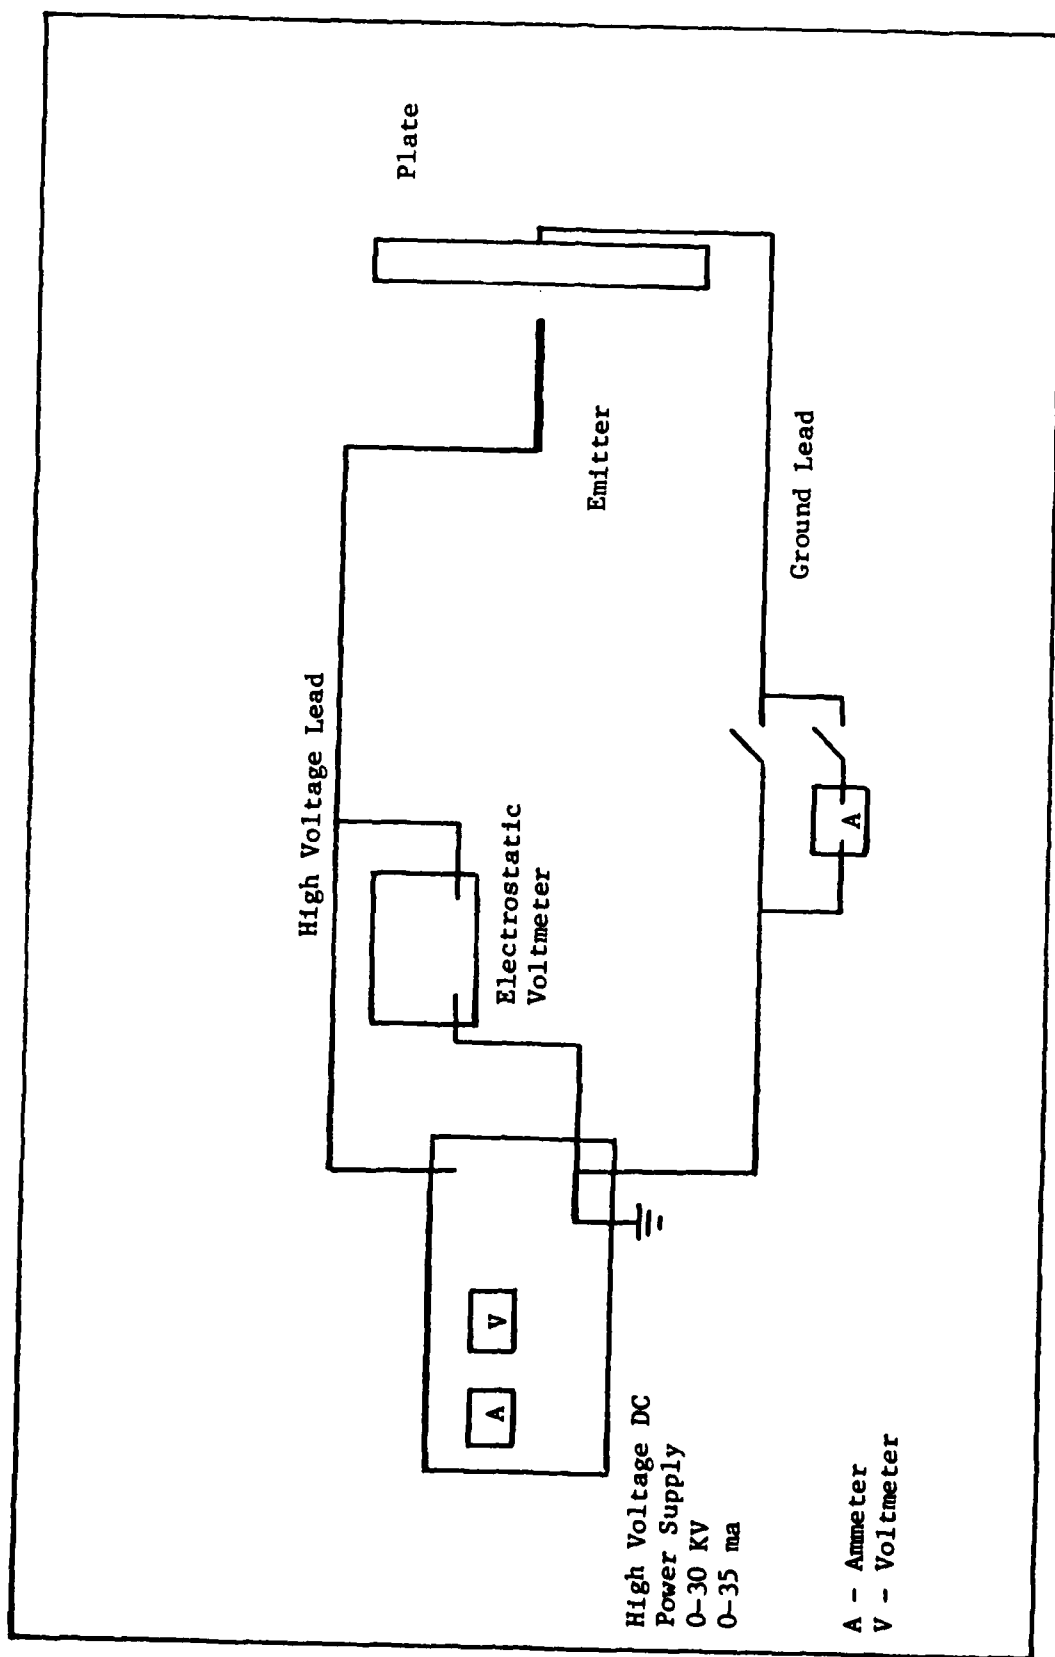 Plate
High Voltage Lead
Emitter
Electrostatic
Voltmeter
Ground Lead
A
V
A
High Voltage DC
Power Supply
0-30 KV
0-35 ma
A - Ammeter
V - Voltmeter